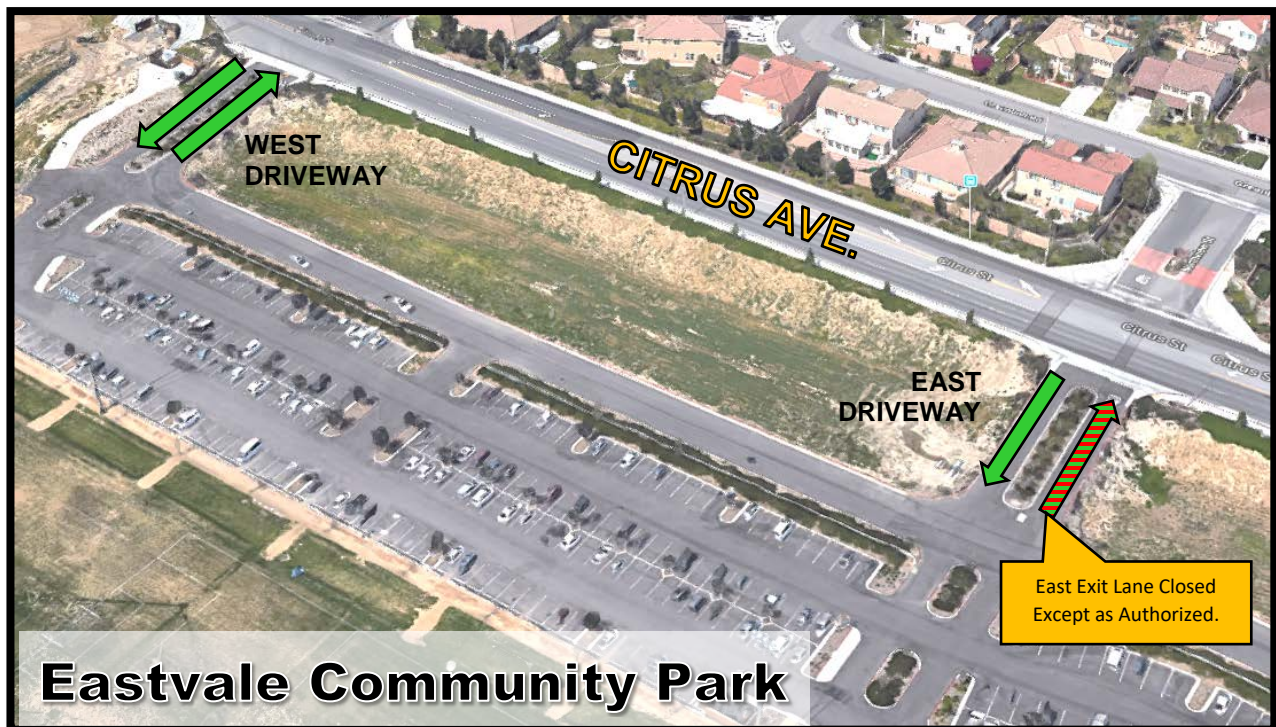 WEST
DRIVEWAY
CITRUS AVE.
Citrus St
Citrus St
EAST
DRIVEWAY
East Exit Lane Closed
Except as Authorized.
Eastvale Community Park